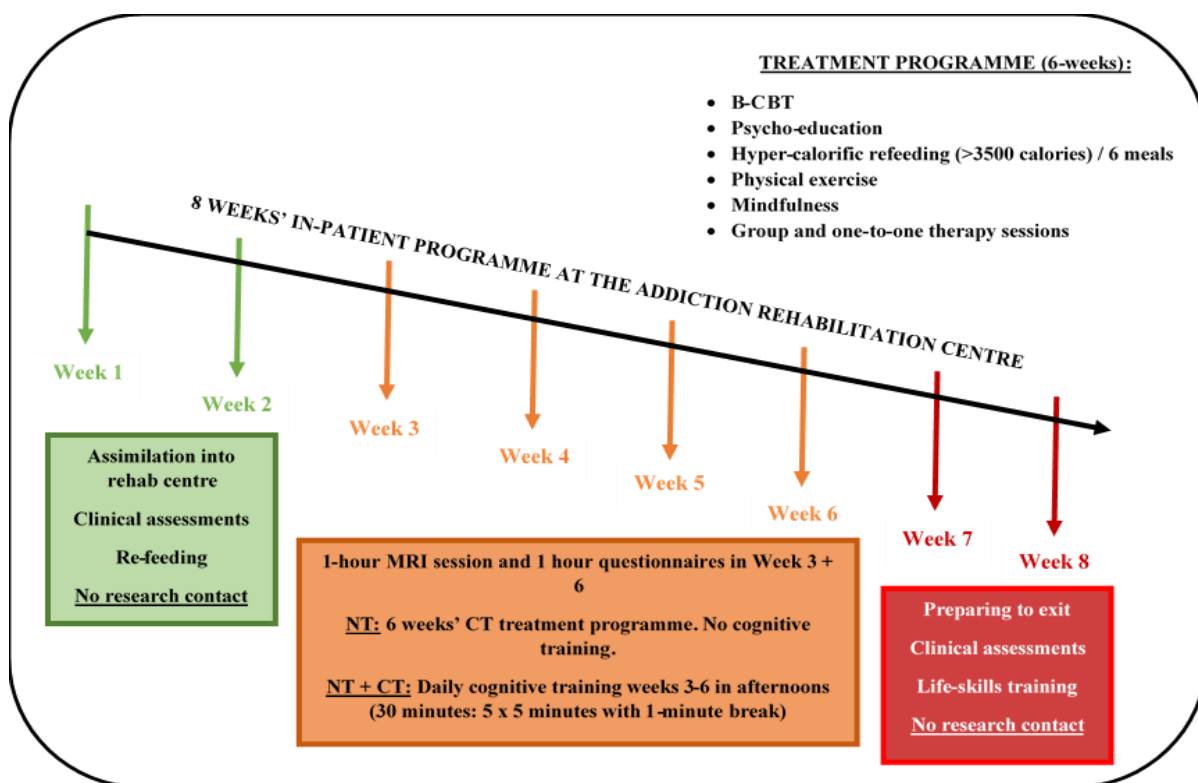 TREATMENT PROGRAMME (6-weeks):
• B-CBT
• Psycho-education
• Hyper-calorific refeeding (>3500 calories) / 6 meals
• Physical exercise
• Mindfulness
• Group and one-to-one therapy sessions
8 WEEKS' IN-PATIENT PROGRAMME AT THE ADDICTION REHABILITATION CENTRE
Week 1
Week 2
Week 3
Week 4
Week 5
Week 6
Week 7
Week 8
Assimilation into
rehab centre
Clinical assessments
Re-feeding
No research contact
1-hour MRI session and 1 hour questionnaires in Week 3 +
6
NT: 6 weeks' CT treatment programme. No cognitive
training.
NT + CT: Daily cognitive training weeks 3-6 in afternoons
(30 minutes: 5 x 5 minutes with 1-minute break)
Preparing to exit
Clinical assessments
Life-skills training
No research contact